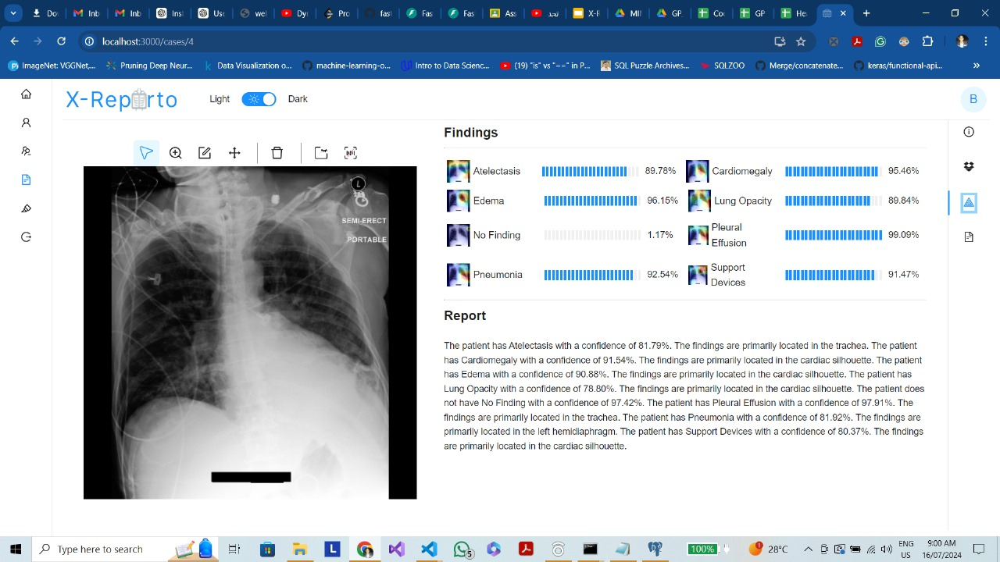 Do
Inb
Inst
Usi
wel
Dy
Pro
fast
Fas
Fas
Asi
X-R
MII
GP
Cou
GP
He
localhost:3000/cases/4
ImageNet: VGGNet,...
Pruning Deep Neur...
Data Visualization o...
machine-learning-o...
Intro to Data Scienc...
(19) "is" vs "==" in P...
SQL Puzzle Archives...
SQLZOO
Merge/concatenate...
keras/functional-api...
X-Reporto
Light
Dark
B
L
SEMI-ERECT
PORTABLE
Findings
Atelectasis 89.78%
Cardiomegaly 95.46%
Edema 96.15%
Lung Opacity 89.84%
No Finding 1.17%
Pleural
Effusion 99.09%
Pneumonia 92.54%
Support
Devices 91.47%
Report
The patient has Atelectasis with a confidence of 81.79%. The findings are primarily located in the trachea. The patient
has Cardiomegaly with a confidence of 91.54%. The findings are primarily located in the cardiac silhouette. The patient
has Edema with a confidence of 90.88%. The findings are primarily located in the cardiac silhouette. The patient has
Lung Opacity with a confidence of 78.80%. The findings are primarily located in the cardiac silhouette. The patient does
not have No Finding with a confidence of 97.42%. The patient has Pleural Effusion with a confidence of 97.91%. The
findings are primarily located in the trachea. The patient has Pneumonia with a confidence of 81.92%. The findings are
primarily located in the left hemidiaphragm. The patient has Support Devices with a confidence of 80.37%. The findings
are primarily located in the cardiac silhouette.
Type here to search
L
5
100%
28°C
ENG
US
9:00 AM
16/07/2024